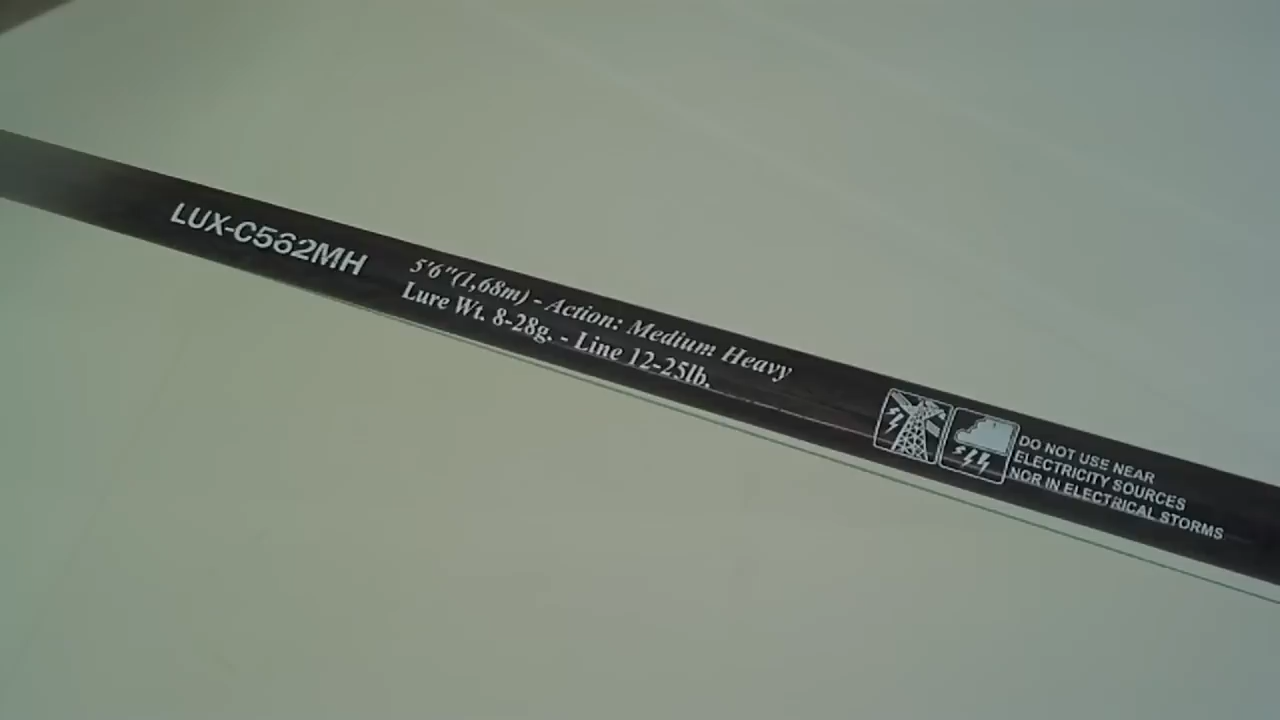 LUX-C562MH
5'6"(1,68m) - Action: Medium Heavy
Lure Wt. 8-28g. - Line 12-25lb.
DO NOT USE NEAR
ELECTRICITY SOURCES
NOR IN ELECTRICAL STORMS